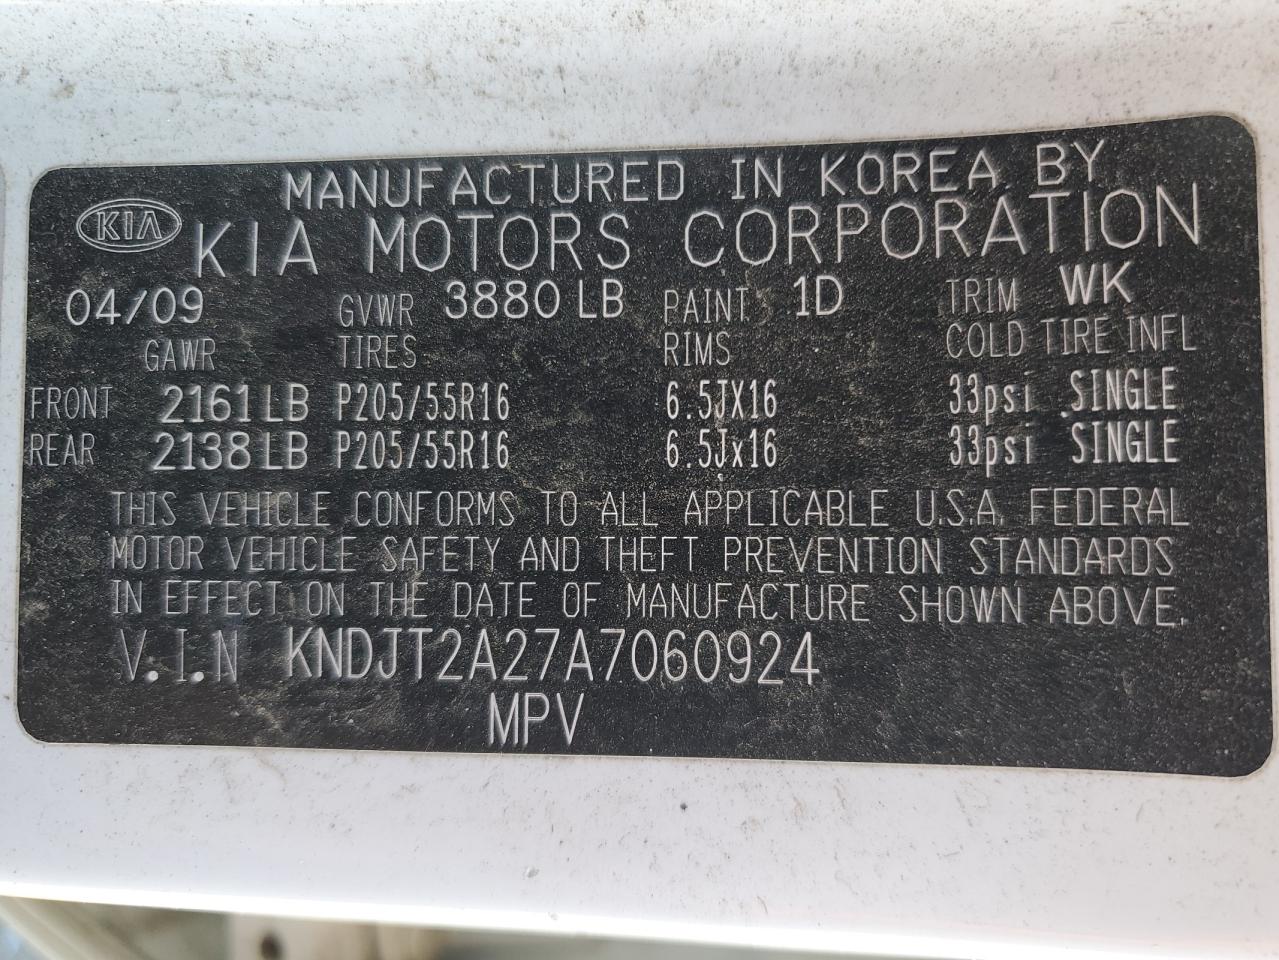 MANUFACTURED IN KOREA BY
KIA KIA MOTORS CORPORATION
04/09 GVWR 3880 LB PAINT 1D TRIM WK
GAWR TIRES RIMS COLD TIRE INFL
FRONT 2161 LB P205/55R16 6.5JX16 33psi SINGLE
REAR 2138 LB P205/55R16 6.5Jx16 33psi SINGLE
THIS VEHICLE CONFORMS TO ALL APPLICABLE U.S.A. FEDERAL
MOTOR VEHICLE SAFETY AND THEFT PREVENTION STANDARDS
IN EFFECT ON THE DATE OF MANUFACTURE SHOWN ABOVE.
V.I.N KNDJT2A27A7060924
MPV